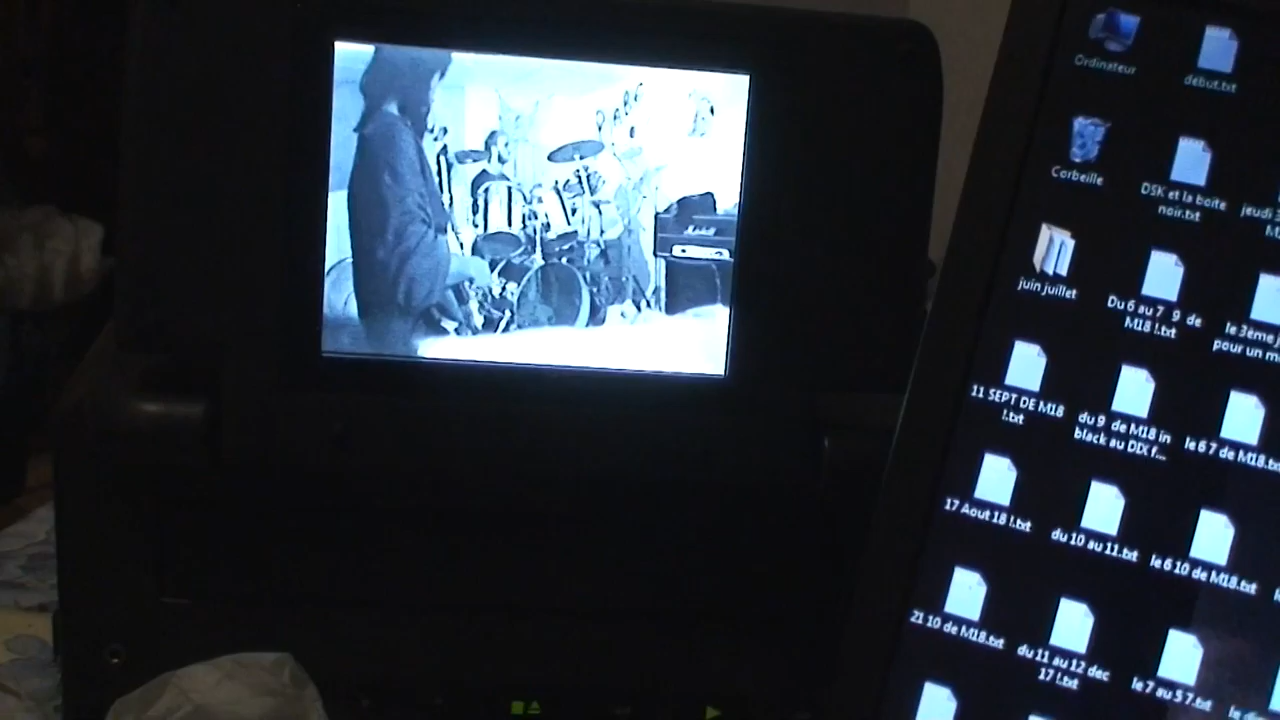 Marshall
Ordinateur
début.txt
Corbeille
DSK et la boite
noir.txt
jeudi
juin juillet
Du 6 au 7 9 de
M18 !.txt
le 3ème
pour un
11 SEPT DE M18
!.txt
du 9 de M18 in
black au DIX f...
le 6 7 de M18.txt
17 Aout 18 !.txt
du 10 au 11.txt
le 6 10 de M18.txt
21 10 de M18.txt
du 11 au 12 dec
17 !.txt
le 7 au 5 7.txt